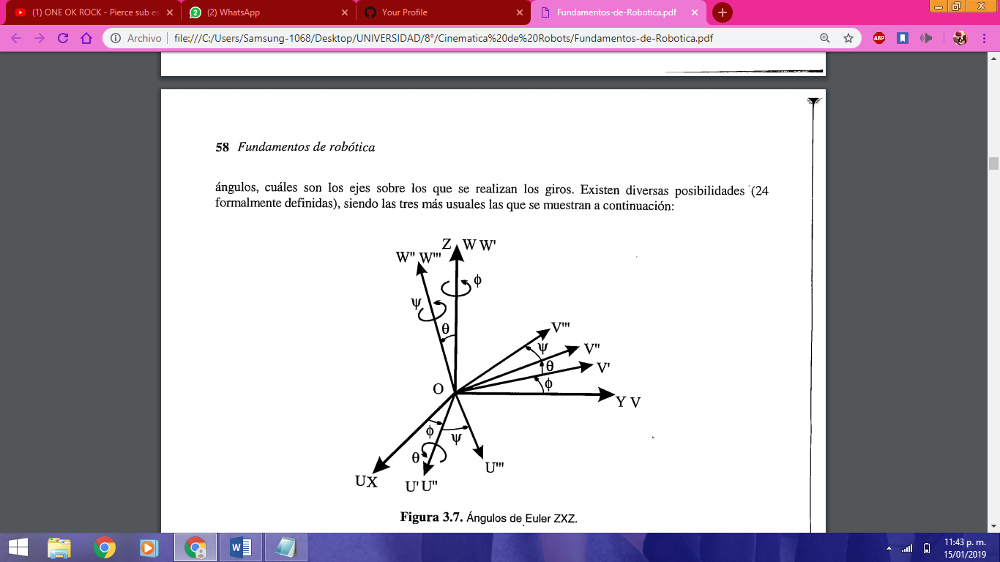 (1) ONE OK ROCK - Pierce sub es
(2) WhatsApp
Your Profile
Fundamentos-de-Robotica.pdf
Archivo
file:///C:/Users/Samsung-1068/Desktop/UNIVERSIDAD/8°/Cinematica%20de%20Robots/Fundamentos-de-Robotica.pdf
ABP
58 Fundamentos de robótica
ángulos, cuáles son los ejes sobre los que se realizan los giros. Existen diversas posibilidades (24
formalmente definidas), siendo las tres más usuales las que se muestran a continuación:
Z W W'
W'' W'''
ϕ
ψ
θ
V'''
ψ
V''
θ
V'
ϕ
O
Y V
ϕ
ψ
θ
U'''
UX
U' U''
Figura 3.7. Ángulos de Euler ZXZ.
11:43 p. m.
15/01/2019